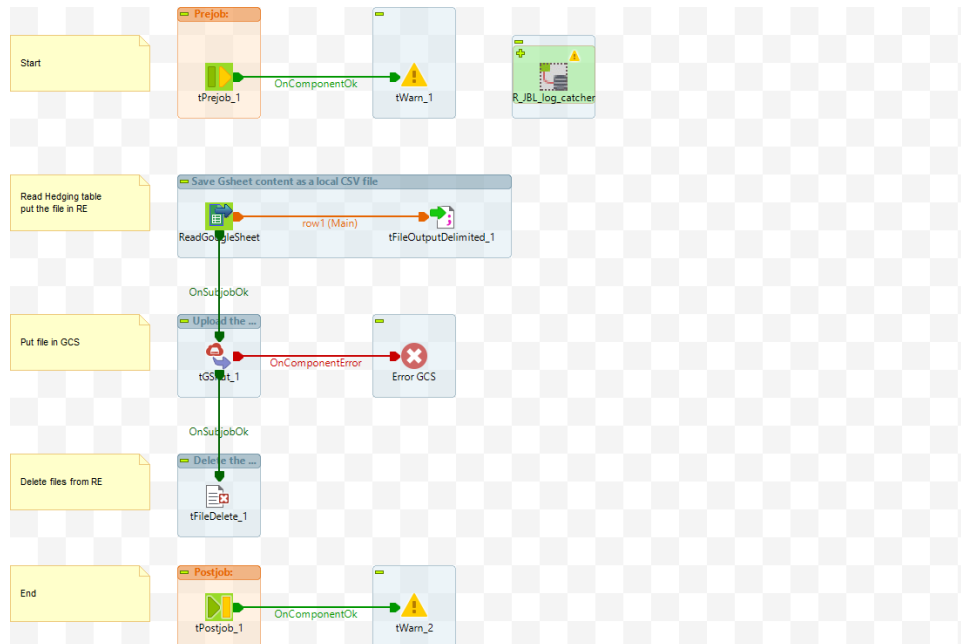 Prejob:
Start
OnComponentOk
tPrejob_1
tWarn_1
R_JBL_log_catcher
Save Gsheet content as a local CSV file
Read Hedging table
put the file in RE
row1 (Main)
ReadGoogleSheet
tFileOutputDelimited_1
OnSubjobOk
Upload the ...
Put file in GCS
OnComponentError
tGSPut_1
Error GCS
OnSubjobOk
Delete the ...
Delete files from RE
tFileDelete_1
Postjob:
End
OnComponentOk
tPostjob_1
tWarn_2